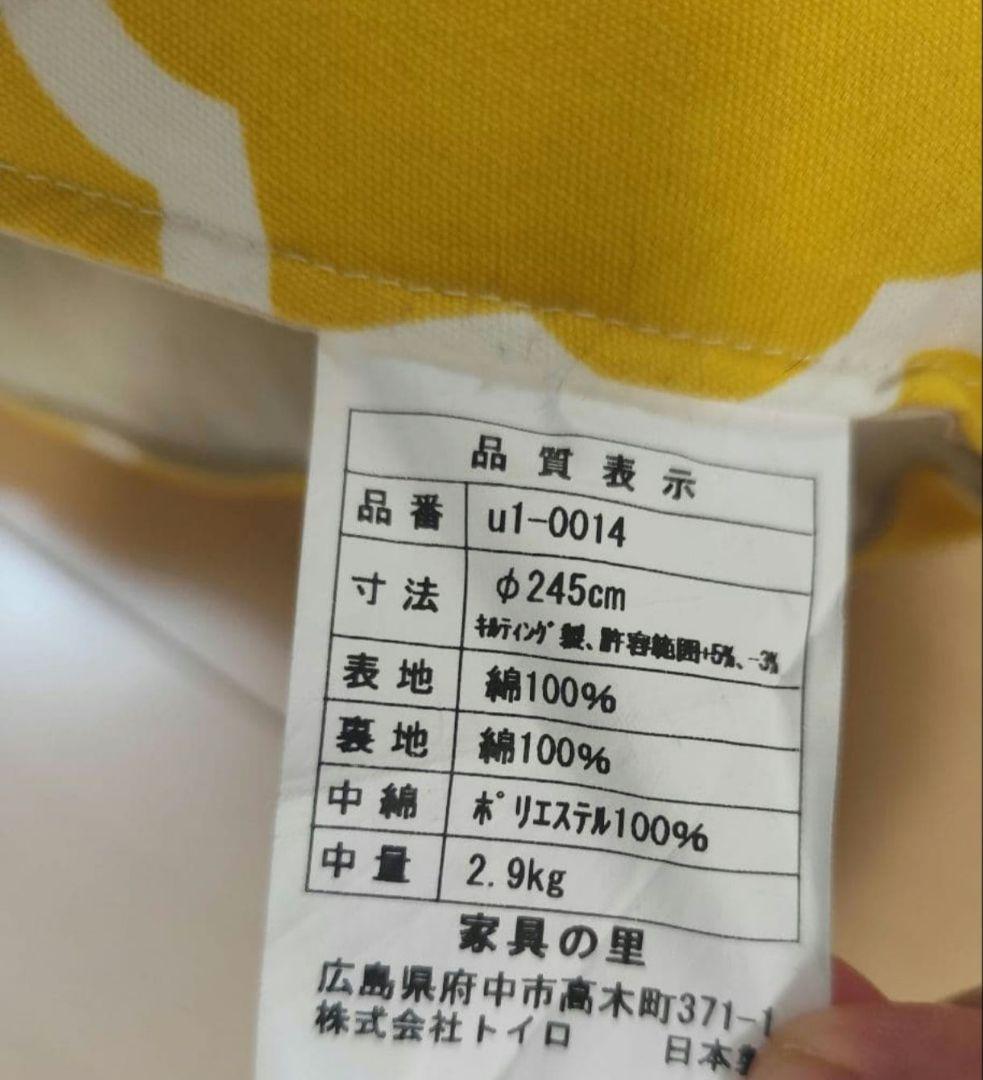 品質表示
品番 u1-0014
寸法 φ245cm
ｷﾙﾃｨﾝｸﾞ製、許容範囲+5%、-3%
表地 綿100%
裏地 綿100%
中綿 ﾎﾟﾘｴｽﾃﾙ100%
中量 2.9kg
家具の里
広島県府中市高木町371-1
株式会社トイロ 日本製